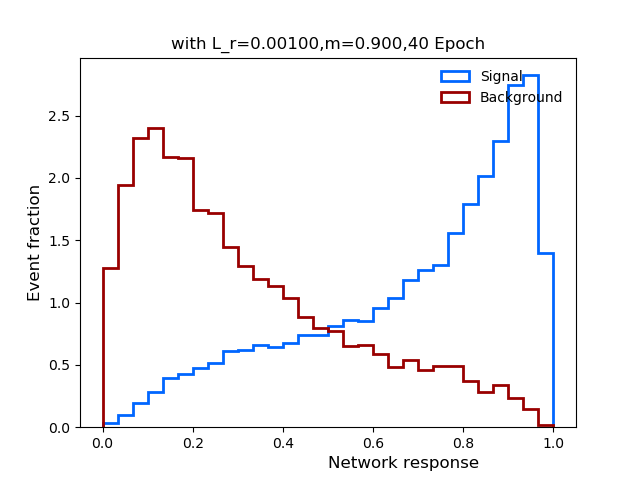 with L_r=0.00100,m=0.900,40 Epoch
Signal
Background
Event fraction
2.5
2.0
1.5
1.0
0.5
0.0
0.0 0.2 0.4 0.6 0.8 1.0
Network response